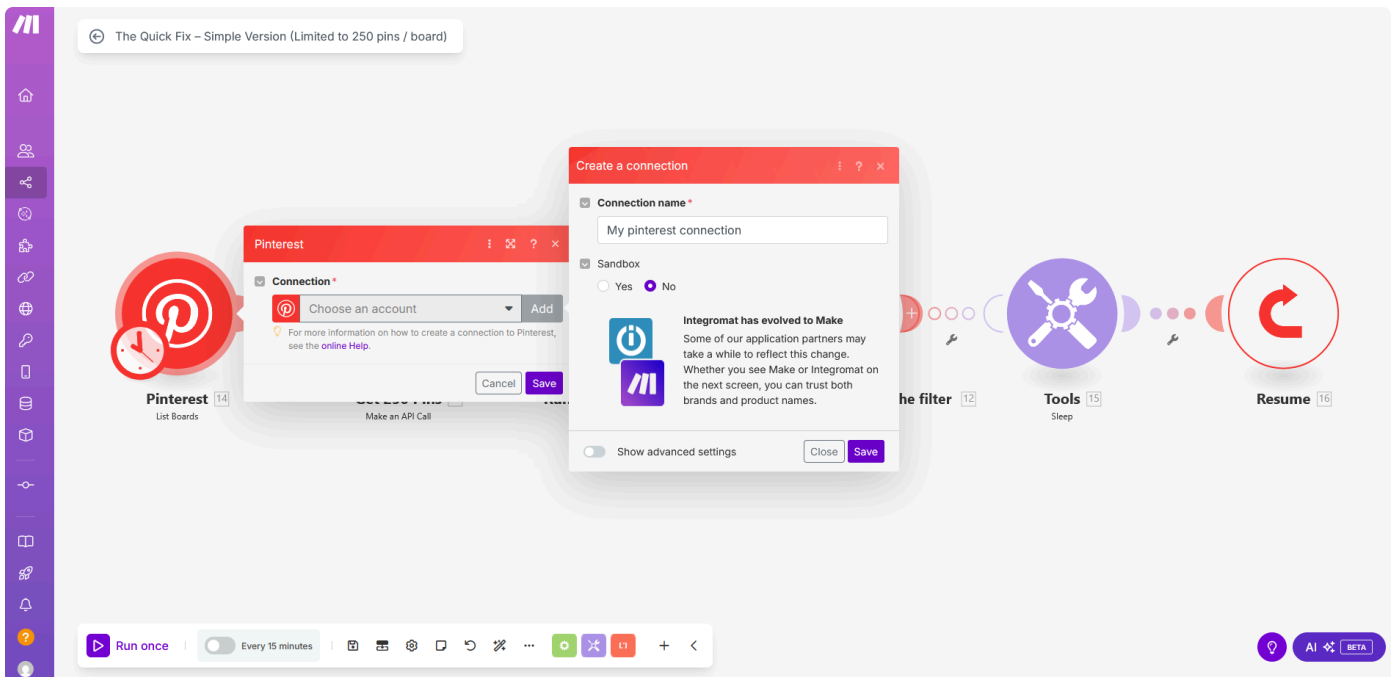 The Quick Fix – Simple Version (Limited to 250 pins / board)
Create a connection
?
Connection name *
My pinterest connection
Sandbox
Yes
No
Integromat has evolved to Make
Some of our application partners may
take a while to reflect this change.
Whether you see Make or Integromat on
the next screen, you can trust both
brands and product names.
Show advanced settings
Close
Save
Pinterest
?
Connection *
Choose an account
Add
For more information on how to create a connection to Pinterest,
see the online Help.
Cancel
Save
Pinterest 14
List Boards
Get 250 Pins
Make an API Call
he filter 12
Tools 15
Sleep
Resume 16
?
Run once
Every 15 minutes
AI BETA